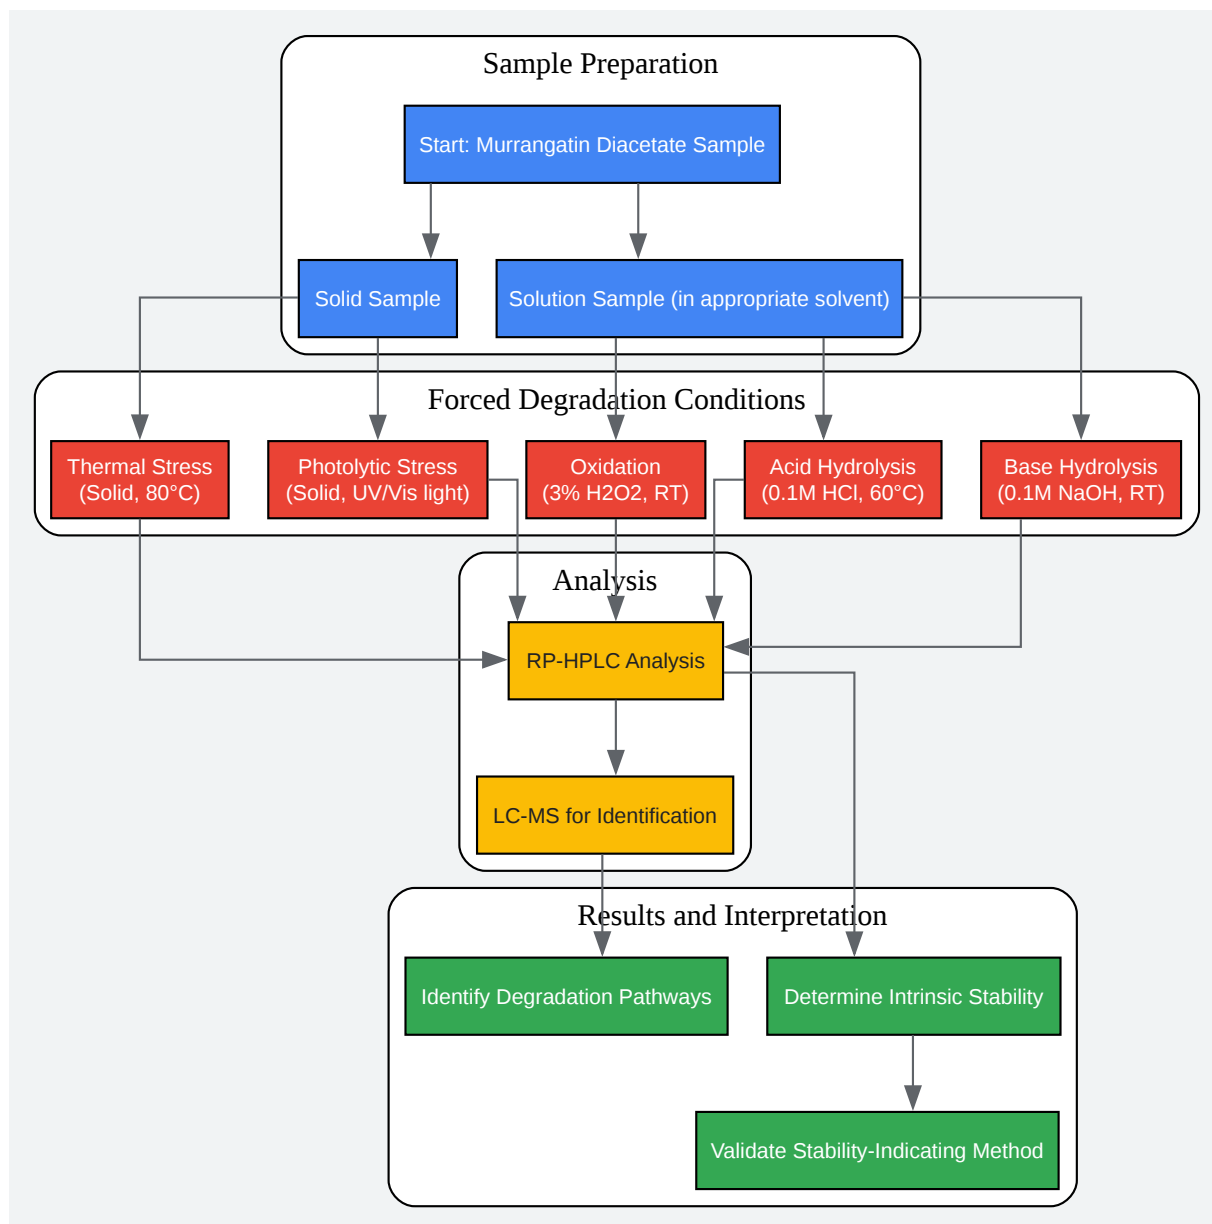 Sample Preparation
Start: Murrangatin Diacetate Sample
Solid Sample
Solution Sample (in appropriate solvent)
Forced Degradation Conditions
Thermal Stress
(Solid, 80°C)
Photolytic Stress
(Solid, UV/Vis light)
Oxidation
(3% H2O2, RT)
Acid Hydrolysis
(0.1M HCl, 60°C)
Base Hydrolysis
(0.1M NaOH, RT)
Analysis
RP-HPLC Analysis
LC-MS for Identification
Results and Interpretation
Identify Degradation Pathways
Determine Intrinsic Stability
Validate Stability-Indicating Method